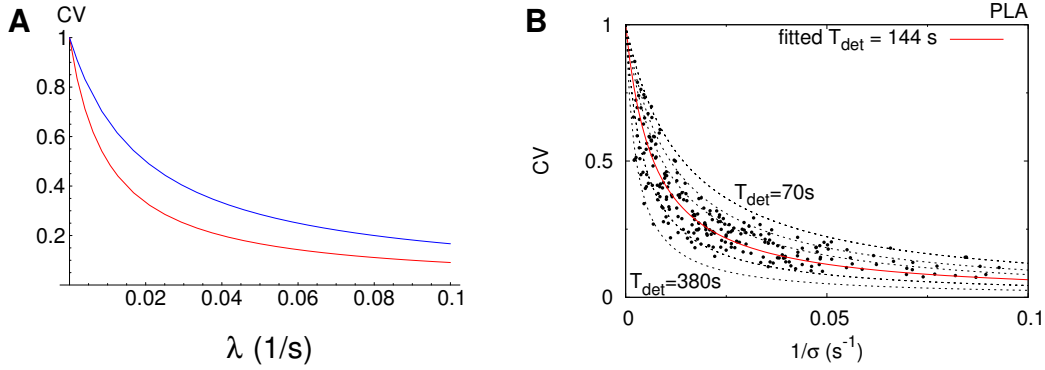 A
CV
1
0.8
0.6
0.4
0.2
0.02
0.04
0.06
0.08
0.1
λ (1/s)
B
PLA
fitted T_det = 144 s
1
0.5
0
CV
T_det=70s
T_det=380s
0
0.05
0.1
1/σ (s⁻¹)